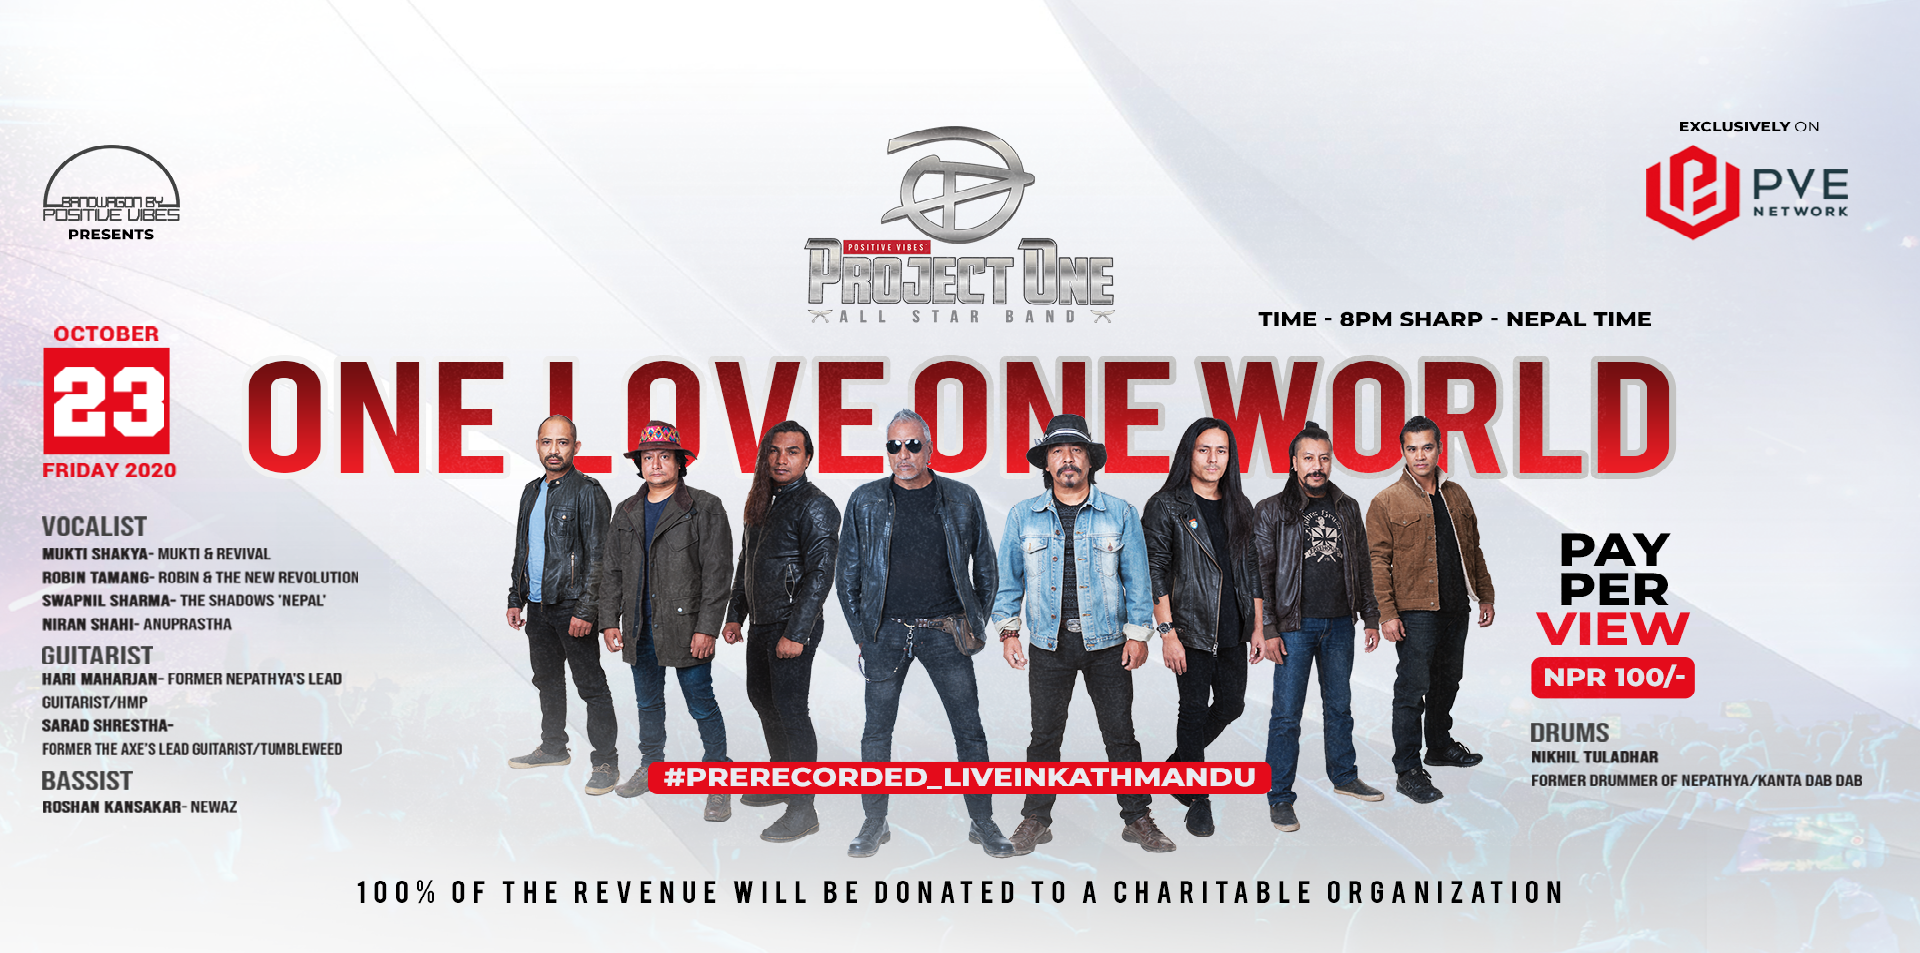 BANDWAGON BY
POSITIVE VIBES
PRESENTS
POSITIVE VIBES
PROJECT ONE
ALL STAR BAND
EXCLUSIVELY ON
PVE
NETWORK
TIME - 8PM SHARP - NEPAL TIME
OCTOBER
23
FRIDAY 2020
ONE LOVE ONE WORLD
VOCALIST
MUKTI SHAKYA- MUKTI & REVIVAL
ROBIN TAMANG- ROBIN & THE NEW REVOLUTION
SWAPNIL SHARMA- THE SHADOWS 'NEPAL'
NIRAN SHAHI- ANUPRASTHA
GUITARIST
HARI MAHARJAN- FORMER NEPATHYA'S LEAD
GUITARIST/HMP
SARAD SHRESTHA-
FORMER THE AXE'S LEAD GUITARIST/TUMBLEWEED
BASSIST
ROSHAN KANSAKAR- NEWAZ
PAY
PER
VIEW
NPR 100/-
DRUMS
NIKHIL TULADHAR
FORMER DRUMMER OF NEPATHYA/KANTA DAB DAB
#PRERECORDED_LIVEINKATHMANDU
100% OF THE REVENUE WILL BE DONATED TO A CHARITABLE ORGANIZATION